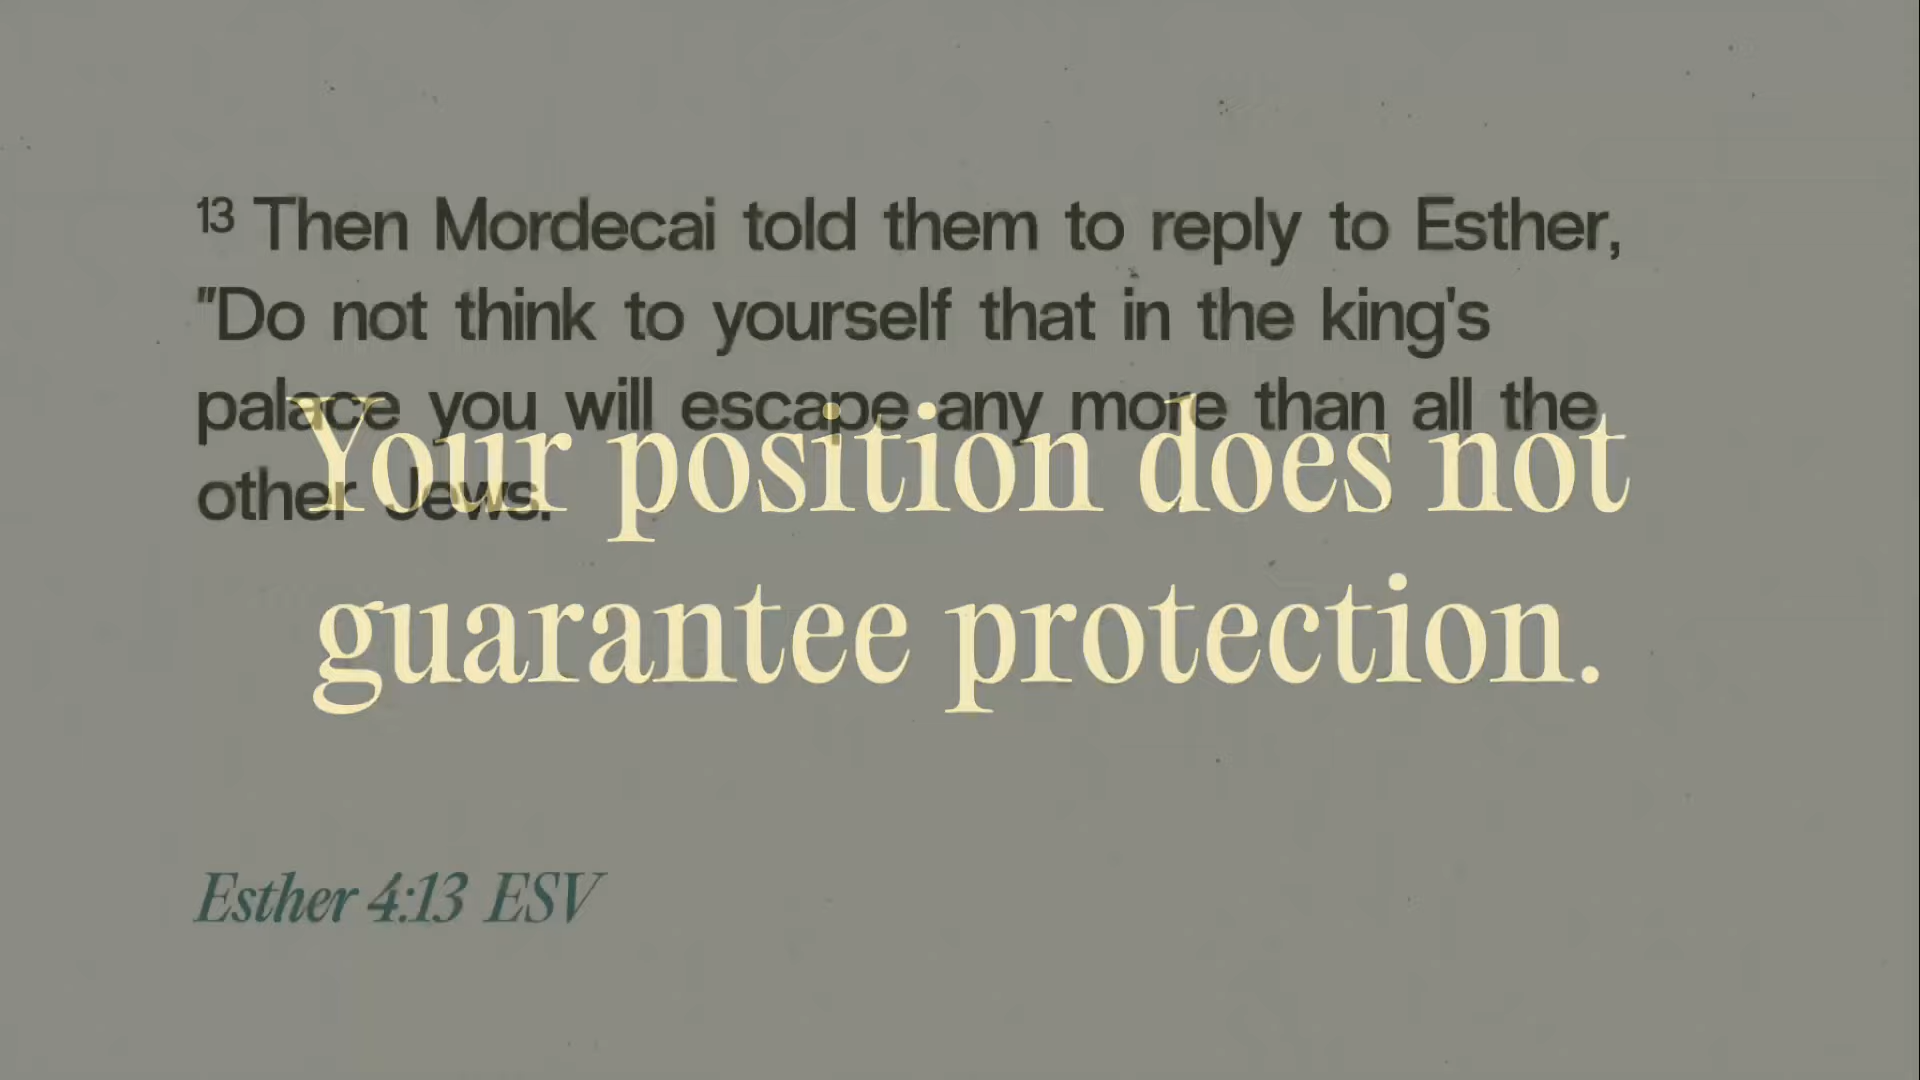 13 Then Mordecai told them to reply to Esther,
"Do not think to yourself that in the king's
palace you will escape any more than all the
other Jews.
Your position does not
guarantee protection.
Esther 4:13 ESV